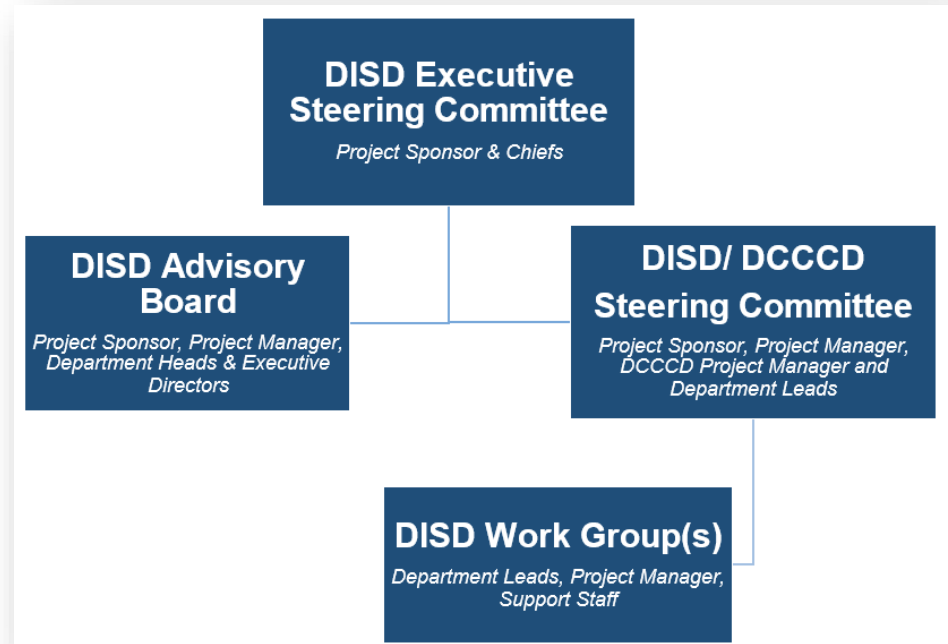 DISD Executive
Steering Committee
Project Sponsor & Chiefs
DISD Advisory
Board
Project Sponsor, Project Manager,
Department Heads & Executive
Directors
DISD/ DCCCD
Steering Committee
Project Sponsor, Project Manager,
DCCCD Project Manager and
Department Leads
DISD Work Group(s)
Department Leads, Project Manager,
Support Staff